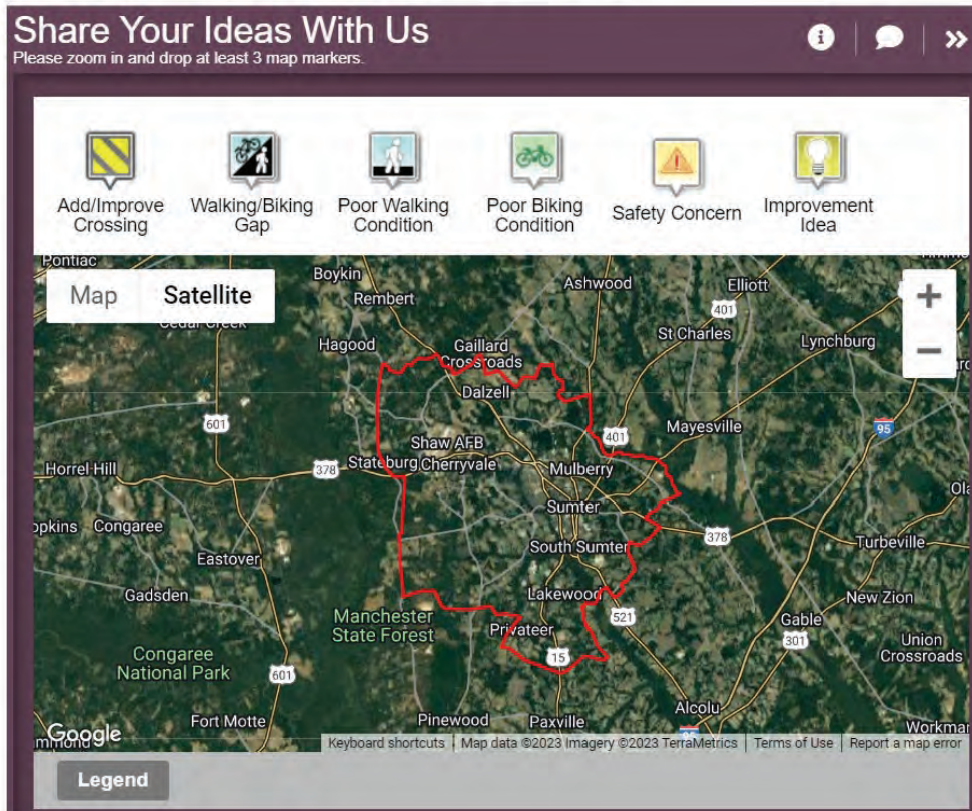 Share Your Ideas With Us
Please zoom in and drop at least 3 map markers.
Add/Improve
Crossing
Walking/Biking
Gap
Poor Walking
Condition
Poor Biking
Condition
Safety Concern
Improvement
Idea
Pontiac
Map Satellite
Boykin
Rembert
Ashwood
Elliott
401
St Charles
Lynchburg
Hagood
Gaillard
Crossroads
Dalzell
601
Mayesville
95
401
Shaw AFB
Stateburg
Cherryvale
Mulberry
Horrel Hill
378
Sumter
Congaree
378
Turbeville
Eastover
South Sumter
Gadsden
Lakewood
New Zion
Manchester
State Forest
521
Gable
301
Privateer
15
Union
Crossroads
Congaree
National Park
601
Alcolu
Fort Motte
Pinewood
Paxville
Google
Keyboard shortcuts
Map data ©2023 Imagery ©2023 TerraMetrics
Terms of Use
Report a map error
Legend